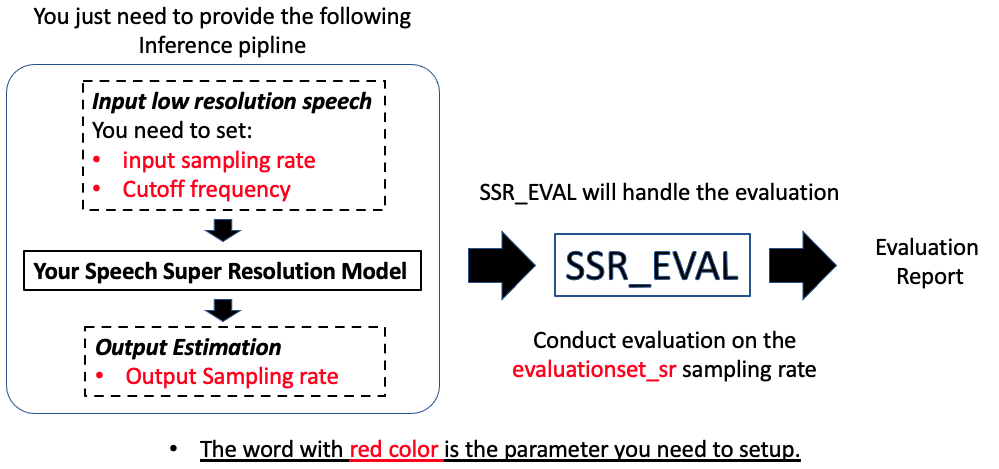 You just need to provide the following
Inference pipline
Input low resolution speech
You need to set:
• input sampling rate
• Cutoff frequency
Your Speech Super Resolution Model
Output Estimation
• Output Sampling rate
SSR_EVAL will handle the evaluation
SSR_EVAL
Conduct evaluation on the
evaluationset_sr sampling rate
Evaluation
Report
• The word with red color is the parameter you need to setup.